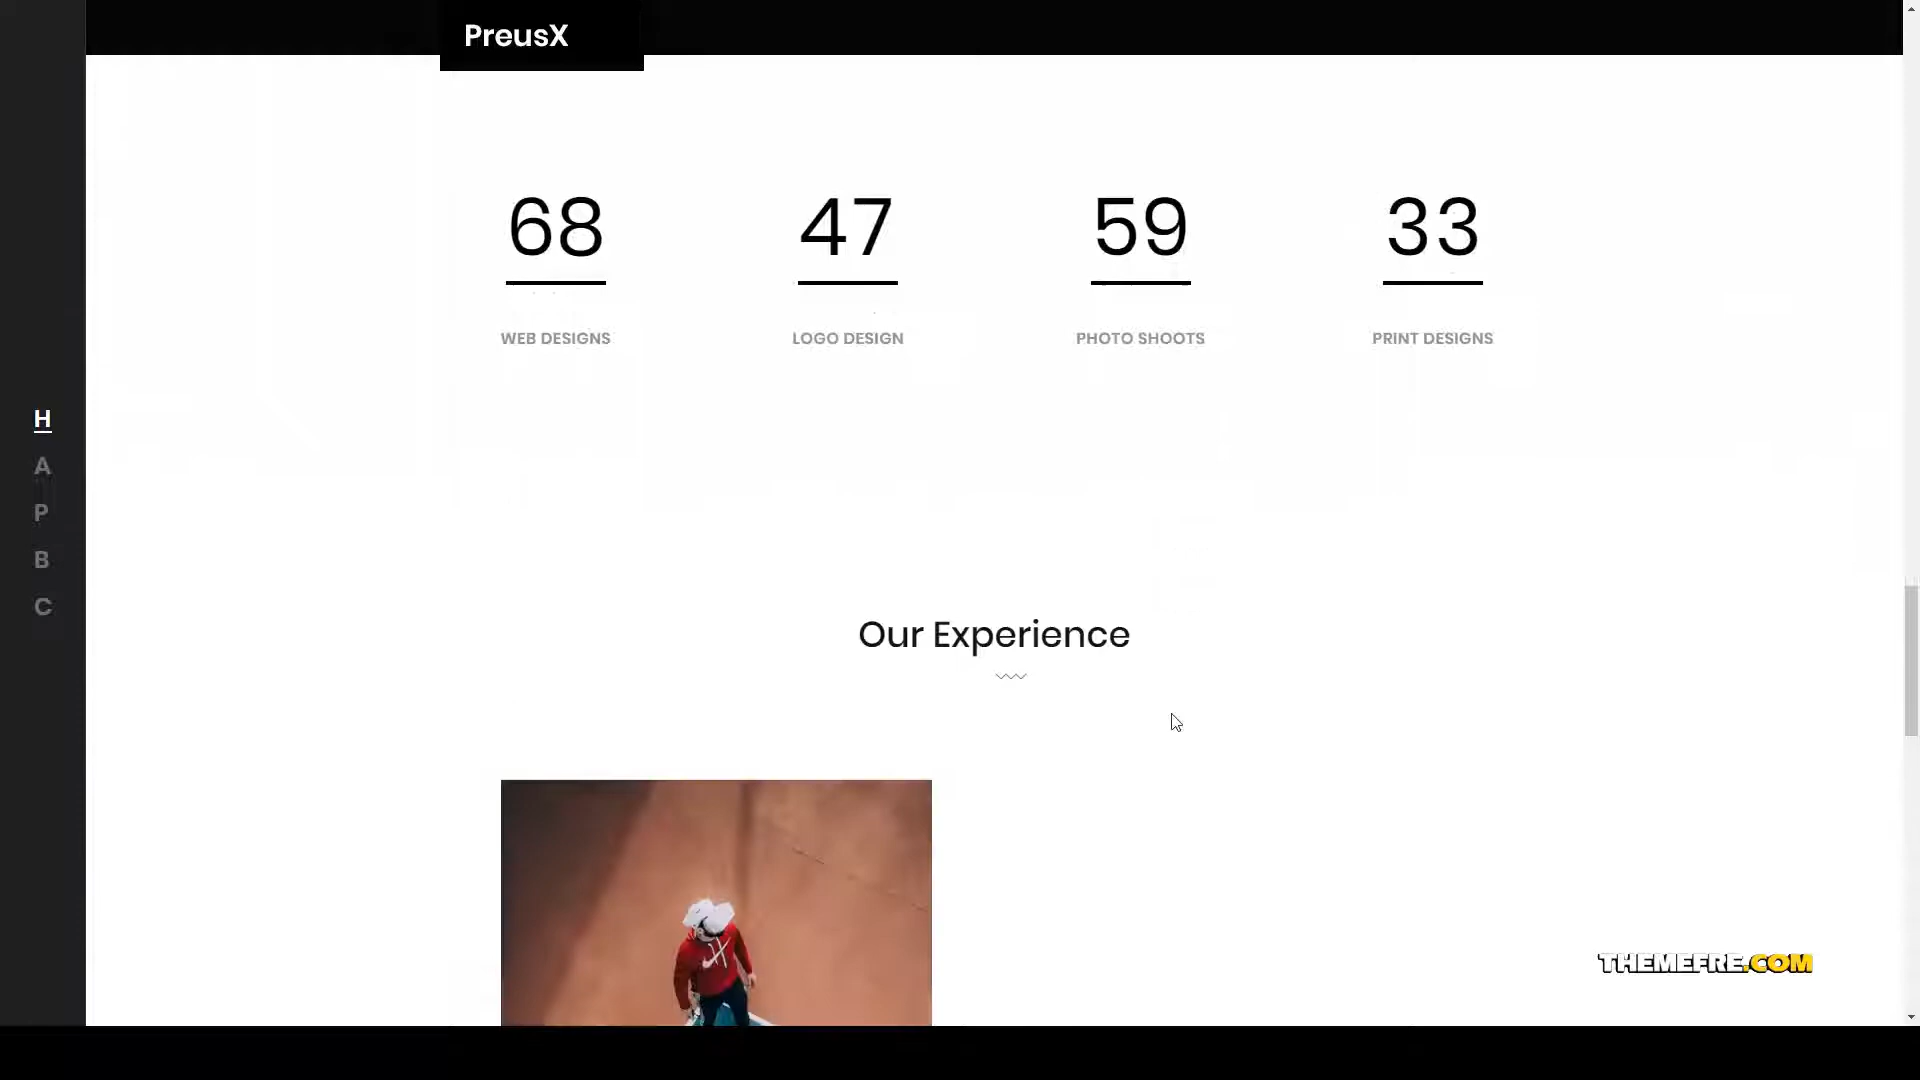 PreusX
68
47
59
33
WEB DESIGNS
LOGO DESIGN
PHOTO SHOOTS
PRINT DESIGNS
H
A
P
B
C
Our Experience
THEMEFRE.COM